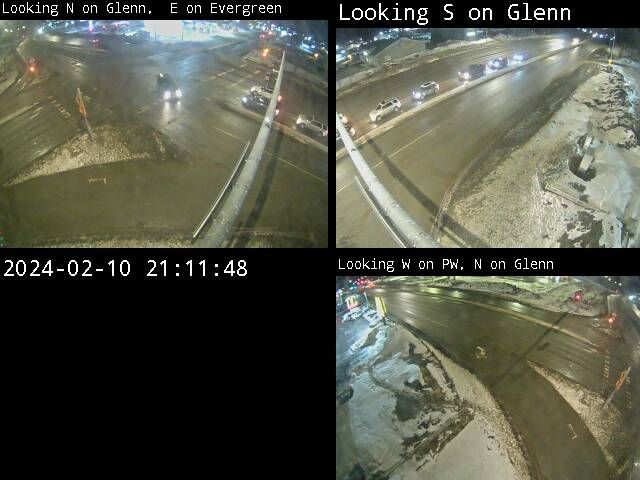 Looking N on Glenn,  E on Evergreen
Looking S on Glenn
2024-02-10 21:11:48
Looking W on PW, N on Glenn